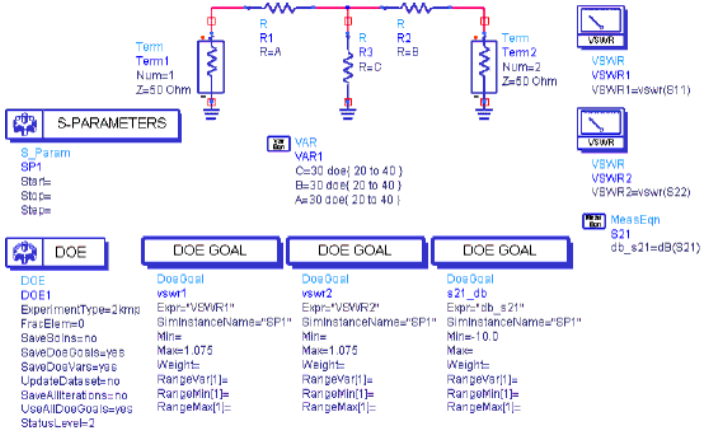 R
R1
R=A
R
R2
R=B
R
R3
R=C
Term
Term1
Num=1
Z=50 Ohm
Term
Term2
Num=2
Z=50 Ohm
VSWR
VSWR
VSWR1
VSWR1=vswr(S11)
S-PARAMETERS
S_Param
SP1
Start=
Stop=
Step=
Var
Eqn
VAR
VAR1
C=30 doe{ 20 to 40 }
B=30 doe{ 20 to 40 }
A=30 doe{ 20 to 40 }
VSWR
VSWR
VSWR2
VSWR2=vswr(S22)
Meas
Eqn
MeasEqn
S21
db_s21=dB(S21)
DOE
DOE
DOE1
ExperimentType=2kmp
FracElem=0
SaveSolns=no
SaveDoeGoals=yes
SaveDoeVars=yes
UpdateDataset=no
SaveAllIterations=no
UseAllDoeGoals=yes
StatusLevel=2
DOE GOAL
DoeGoal
vswr1
Expr="VSWR1"
SimInstanceName="SP1"
Min=
Max=1.075
Weight=
RangeVar[1]=
RangeMin[1]=
RangeMax[1]=
DOE GOAL
DoeGoal
vswr2
Expr="VSWR2"
SimInstanceName="SP1"
Min=
Max=1.075
Weight=
RangeVar[1]=
RangeMin[1]=
RangeMax[1]=
DOE GOAL
DoeGoal
s21_db
Expr="db_s21"
SimInstanceName="SP1"
Min=-10.0
Max=
Weight=
RangeVar[1]=
RangeMin[1]=
RangeMax[1]=